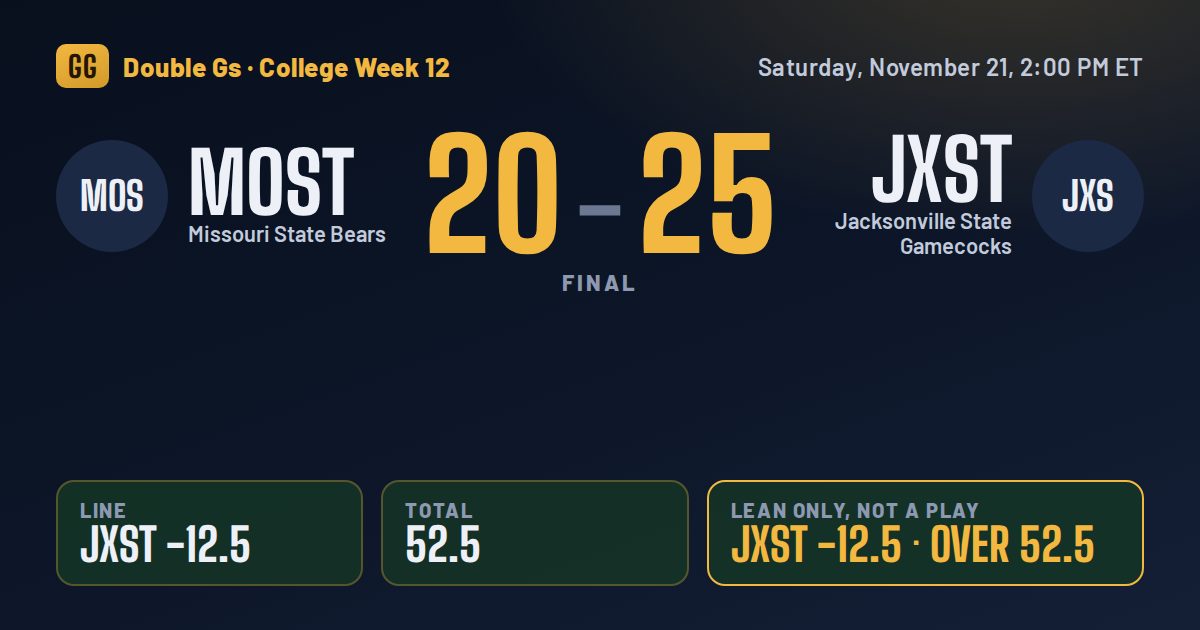 GG
Double Gs · College Week 12
Saturday, November 21, 2:00 PM ET
MOS
MOST
Missouri State Bears
20 – 25
FINAL
JXST
Jacksonville State
Gamecocks
JXS
LINE
JXST −12.5
TOTAL
52.5
LEAN ONLY, NOT A PLAY
JXST −12.5 · OVER 52.5